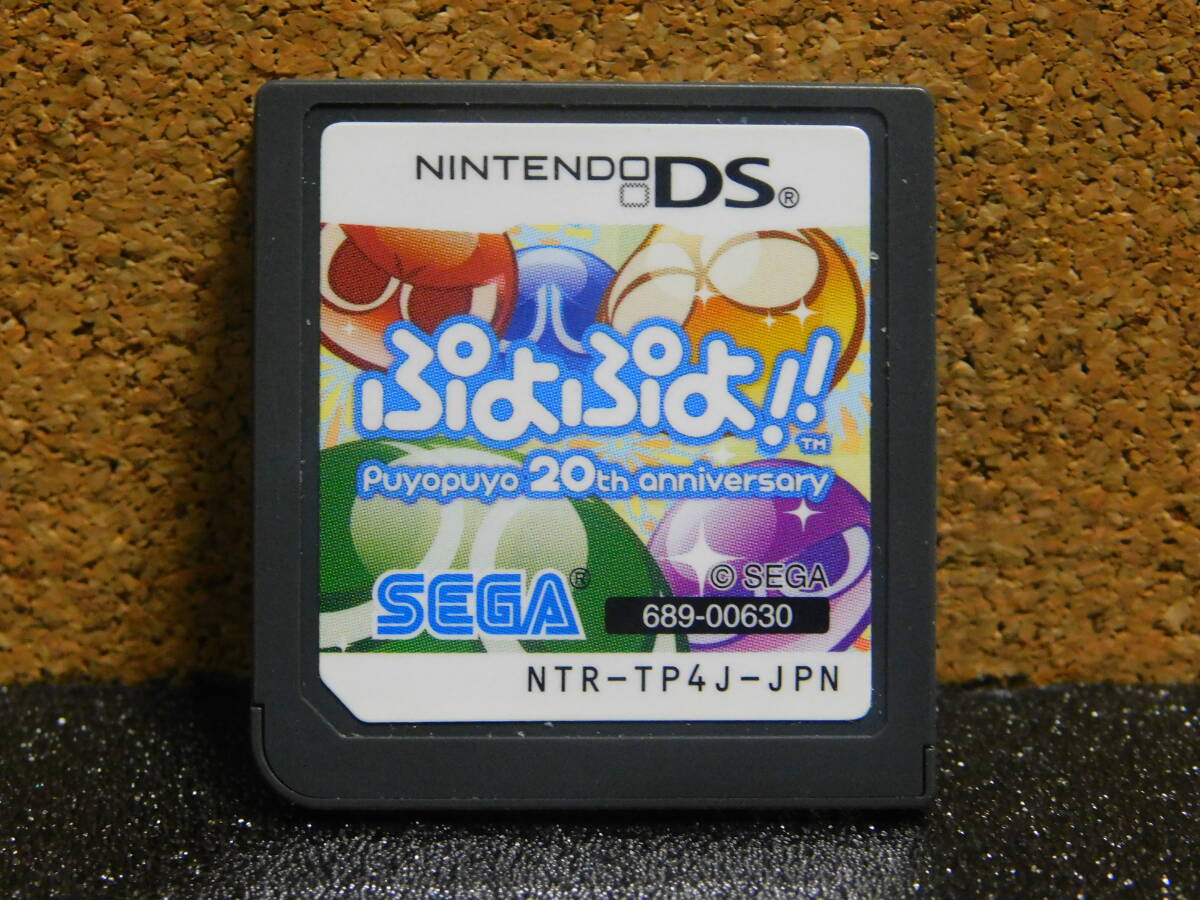 NINTENDO DS®
ぷよぷよ!!™
Puyopuyo 20th anniversary
SEGA®
© SEGA
689-00630
NTR-TP4J-JPN